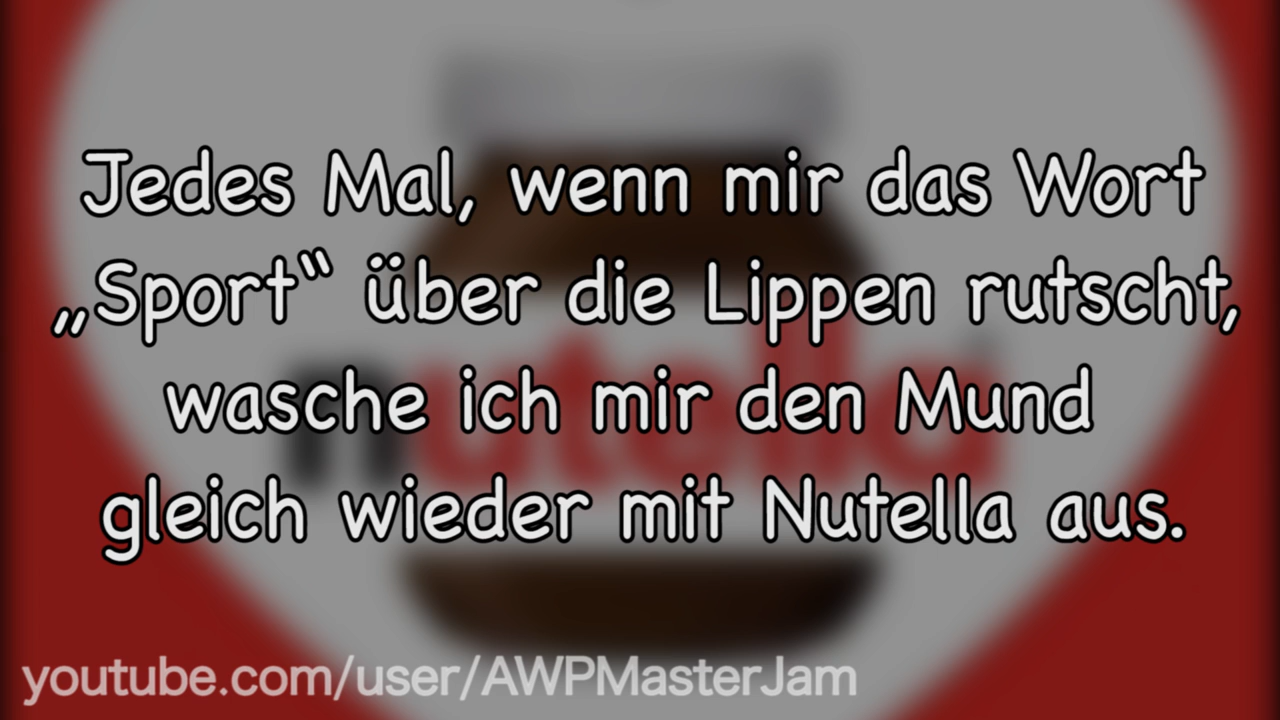 Jedes Mal, wenn mir das Wort
„Sport“ über die Lippen rutscht,
wasche ich mir den Mund
gleich wieder mit Nutella aus.
nutella
youtube.com/user/AWPMasterJam